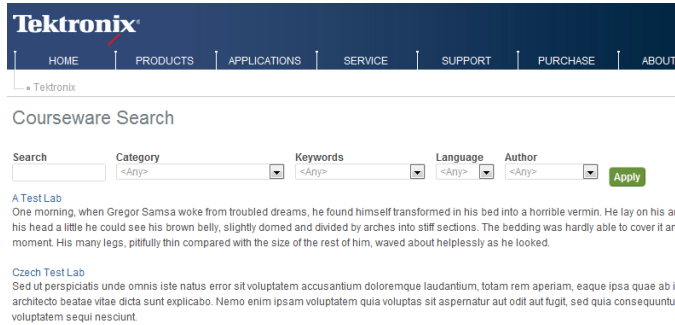 Tektronix®
HOME PRODUCTS APPLICATIONS SERVICE SUPPORT PURCHASE ABOUT
Tektronix
Courseware Search
Search Category Keywords Language Author
<Any> <Any> <Any> <Any> Apply
A Test Lab
One morning, when Gregor Samsa woke from troubled dreams, he found himself transformed in his bed into a horrible vermin. He lay on his
his head a little he could see his brown belly, slightly domed and divided by arches into stiff sections. The bedding was hardly able to cover it
moment. His many legs, pitifully thin compared with the size of the rest of him, waved about helplessly as he looked.
Czech Test Lab
Sed ut perspiciatis unde omnis iste natus error sit voluptatem accusantium doloremque laudantium, totam rem aperiam, eaque ipsa quae ab
architecto beatae vitae dicta sunt explicabo. Nemo enim ipsam voluptatem quia voluptas sit aspernatur aut odit aut fugit, sed quia
voluptatem sequi nesciunt.